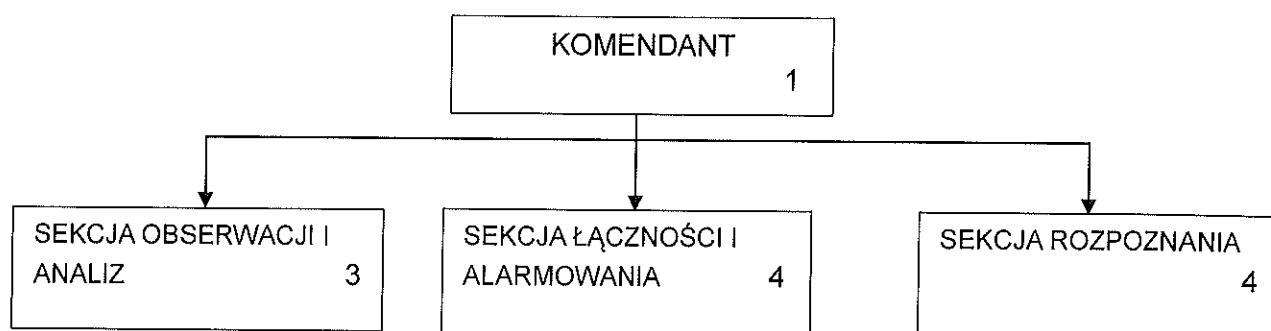 KOMENDANT
1
SEKCJA OBSERWACJI I
ANALIZ 3
SEKCJA ŁĄCZNOŚCI I
ALARMOWANIA 4
SEKCJA ROZPOZNANIA
4